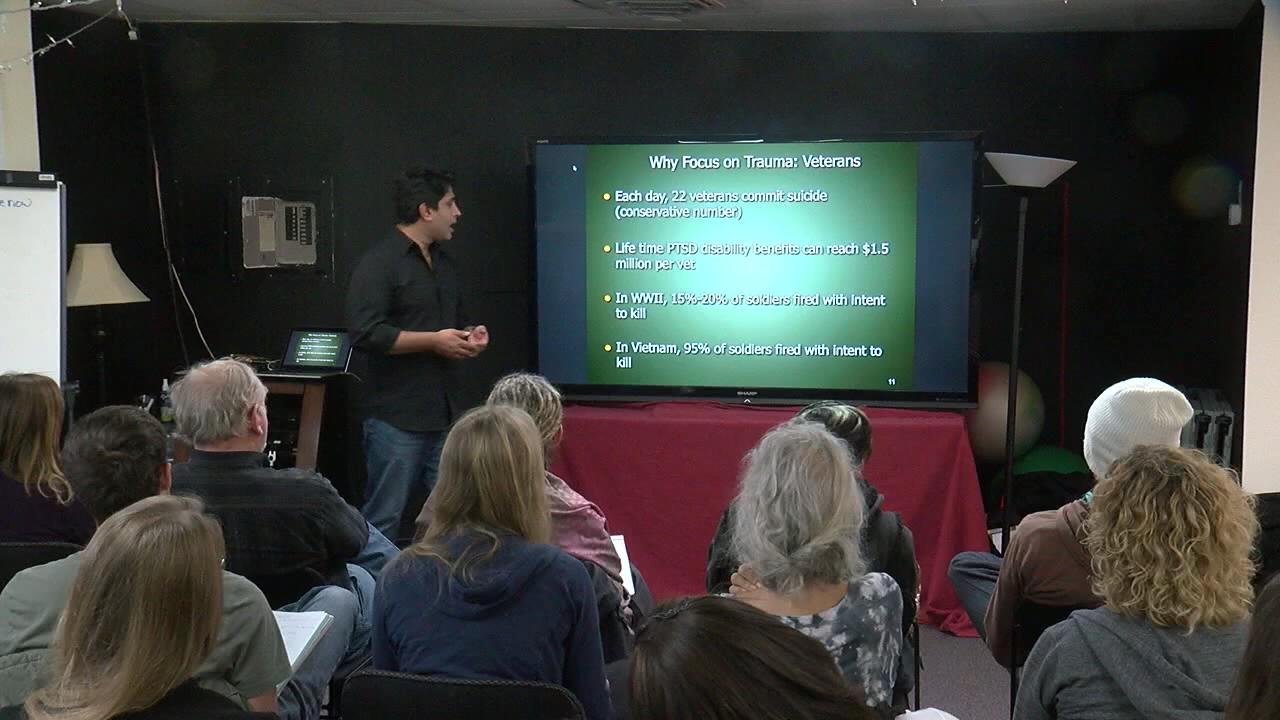 Why Focus on Trauma: Veterans
• Each day, 22 veterans commit suicide
(conservative number)
• Life time PTSD disability benefits can reach $1.5
million per vet
• In WWII, 15%-20% of soldiers fired with intent
to kill
• In Vietnam, 95% of soldiers fired with intent to
kill
11
SHARP